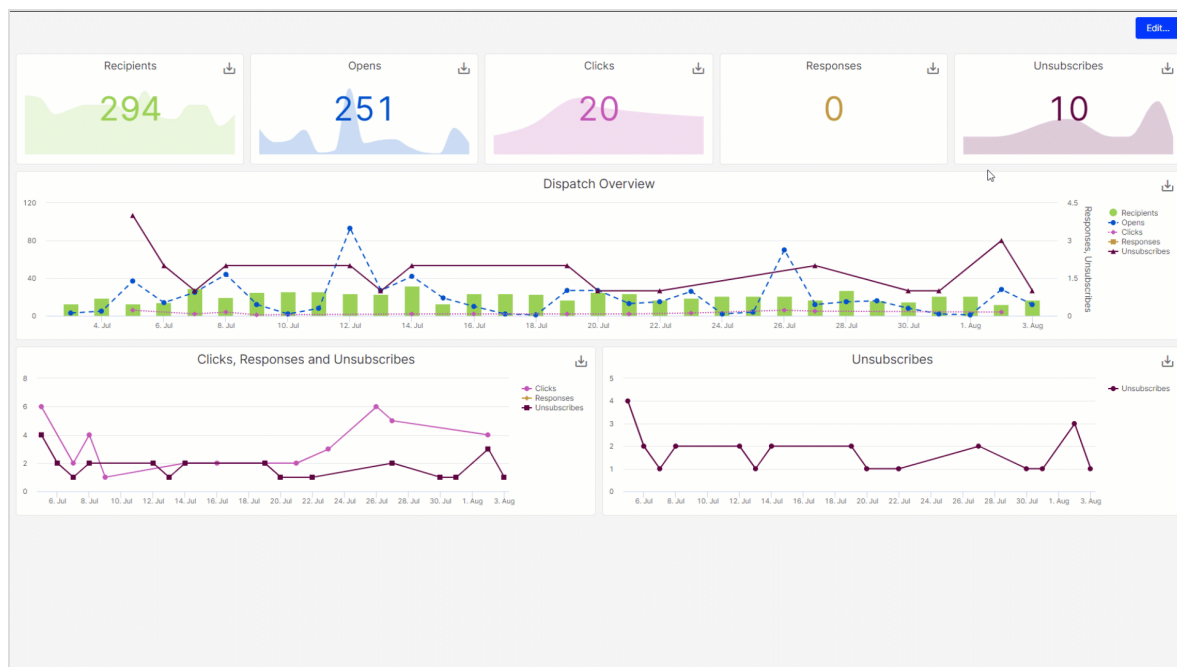 Edit...
Recipients
294
Opens
251
Clicks
20
Responses
0
Unsubscribes
10
Dispatch Overview
120
80
40
0
4.5
3
1.5
0
Responses, Unsubscribes
4. Jul 6. Jul 8. Jul 10. Jul 12. Jul 14. Jul 16. Jul 18. Jul 20. Jul 22. Jul 24. Jul 26. Jul 28. Jul 30. Jul 1. Aug 3. Aug
Recipients
Opens
Clicks
Responses
Unsubscribes
Clicks, Responses and Unsubscribes
8
6
4
2
0
6. Jul 8. Jul 10. Jul 12. Jul 14. Jul 16. Jul 18. Jul 20. Jul 22. Jul 24. Jul 26. Jul 28. Jul 30. Jul 1. Aug 3. Aug
Clicks
Responses
Unsubscribes
Unsubscribes
5
4
3
2
1
0
6. Jul 8. Jul 10. Jul 12. Jul 14. Jul 16. Jul 18. Jul 20. Jul 22. Jul 24. Jul 26. Jul 28. Jul 30. Jul 1. Aug 3. Aug
Unsubscribes